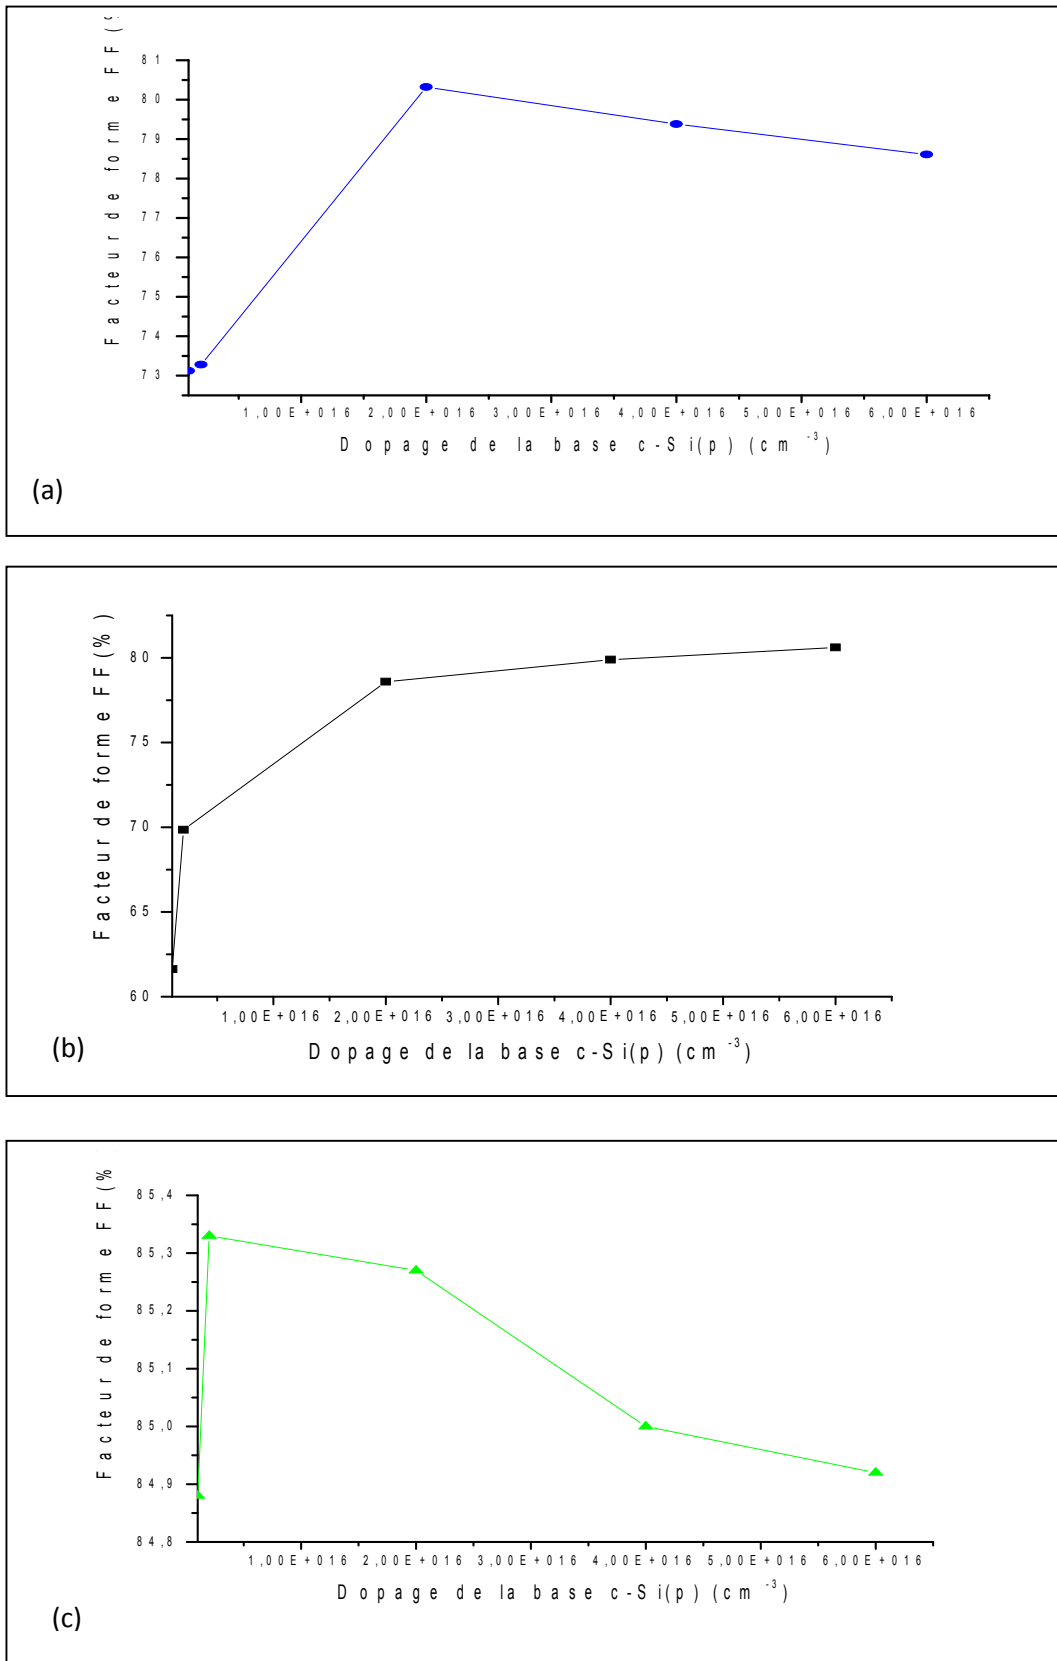 Facteur de forme FF(
81
80
79
78
77
76
75
74
73
1,00E+016 2,00E+016 3,00E+016 4,00E+016 5,00E+016 6,00E+016
Dopage de la base c-Si(p) (cm -3)
(a)
Facteur de forme FF(%)
80
75
70
65
60
1,00E+016 2,00E+016 3,00E+016 4,00E+016 5,00E+016 6,00E+016
Dopage de la base c-Si(p) (cm -3)
(b)
Facteur de forme FF(%
85,4
85,3
85,2
85,1
85,0
84,9
84,8
1,00E+016 2,00E+016 3,00E+016 4,00E+016 5,00E+016 6,00E+016
Dopage de la base c-Si(p) (cm -3)
(c)